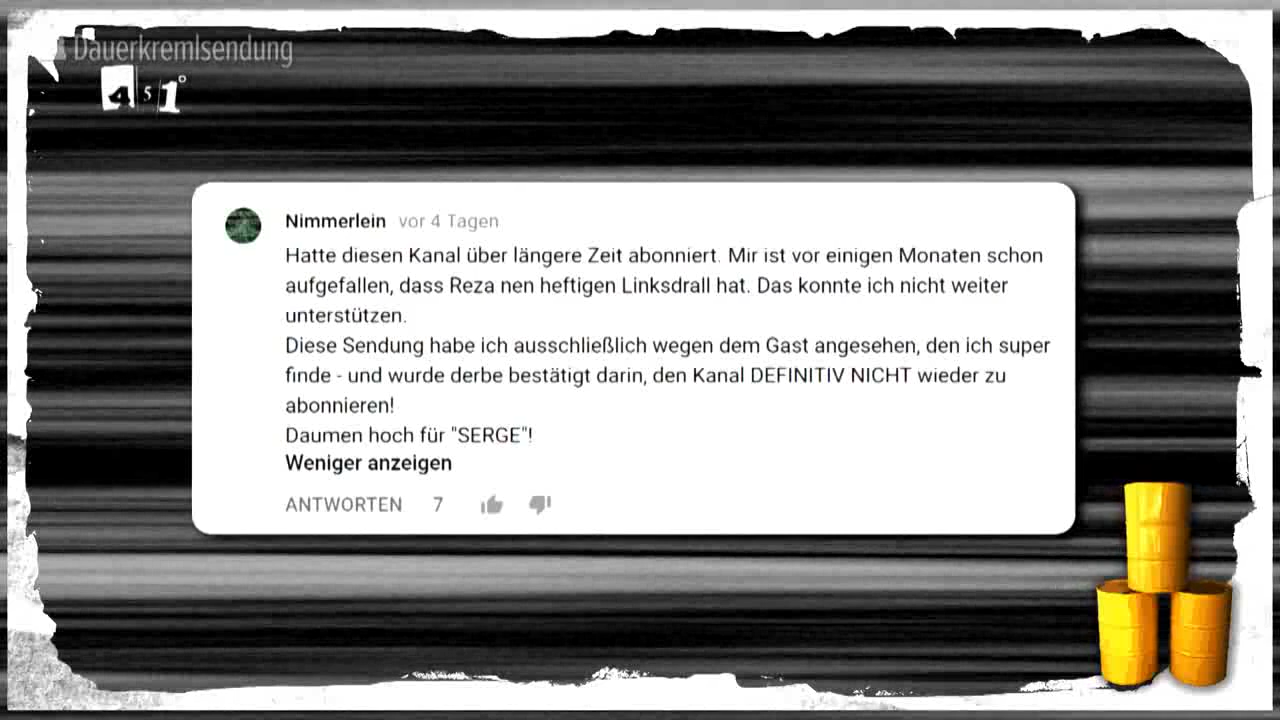 Dauerkremlsendung
4 5 1°
Nimmerlein vor 4 Tagen
Hatte diesen Kanal über längere Zeit abonniert. Mir ist vor einigen Monaten schon
aufgefallen, dass Reza nen heftigen Linksdrall hat. Das konnte ich nicht weiter
unterstützen.
Diese Sendung habe ich ausschließlich wegen dem Gast angesehen, den ich super
finde - und wurde derbe bestätigt darin, den Kanal DEFINITIV NICHT wieder zu
abonnieren!
Daumen hoch für "SERGE"!
Weniger anzeigen
ANTWORTEN 7